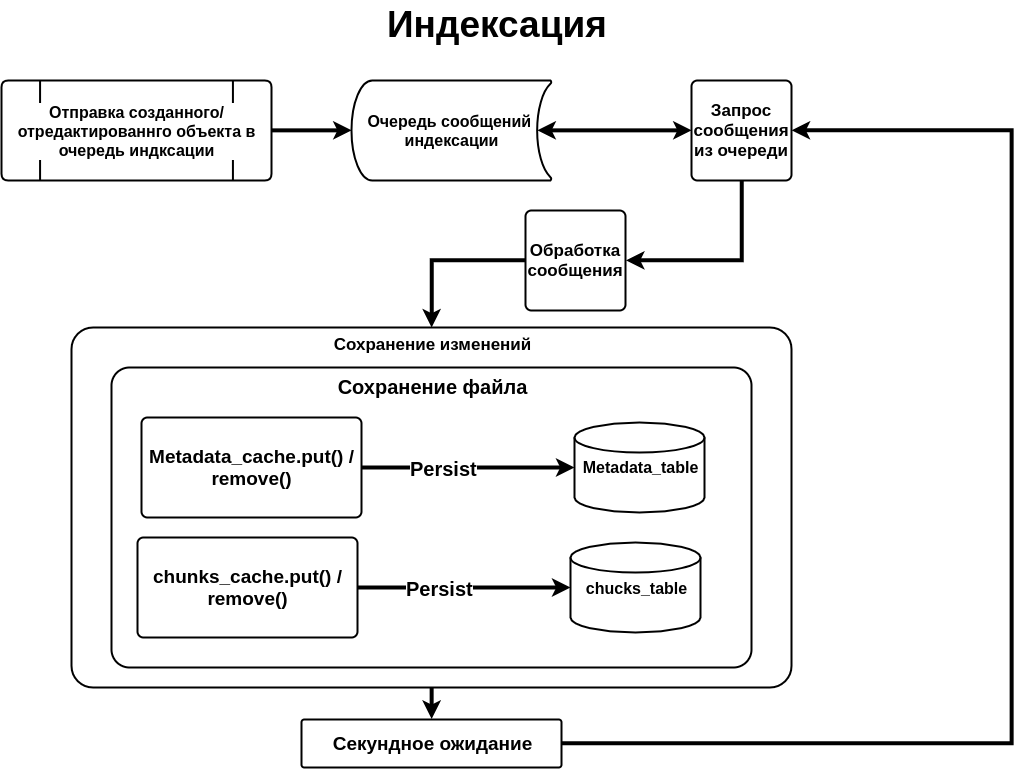 Индексация
Отправка созданного/
отредактированнго объекта в
очередь индксации
Очередь сообщений
индексации
Запрос
сообщения
из очереди
Обработка
сообщения
Сохранение изменений
Сохранение файла
Metadata_cache.put() /
remove()
Persist
Metadata_table
chunks_cache.put() /
remove()
Persist
chucks_table
Секундное ожидание